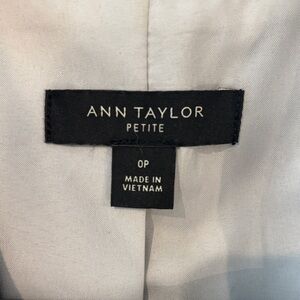 ANN TAYLOR
PETITE
0P
MADE IN
VIETNAM